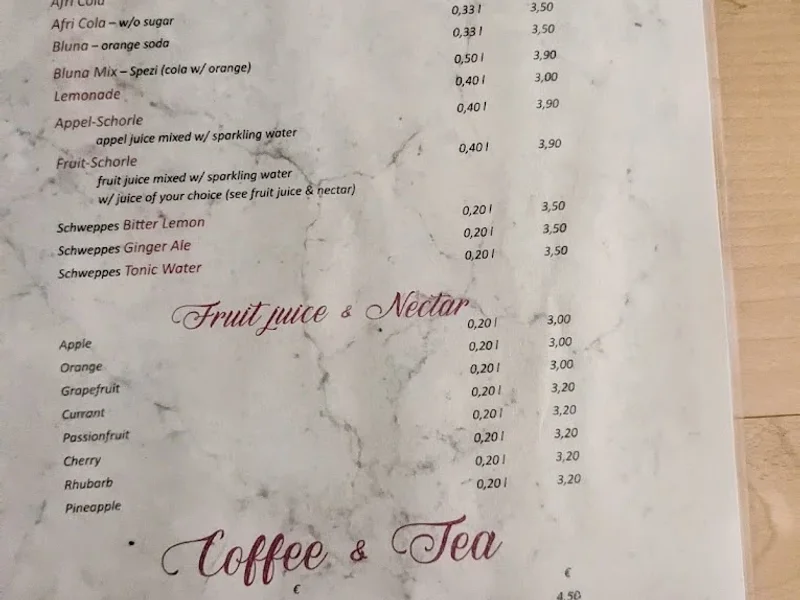 Afri Cola
Afri Cola – w/o sugar 0,33 l 3,50
Bluna – orange soda 0,33 l 3,50
Bluna Mix – Spezi (cola w/ orange) 0,50 l 3,90
Lemonade 0,40 l 3,00
Appel-Schorle 0,40 l 3,90
appel juice mixed w/ sparkling water
Fruit-Schorle 0,40 l 3,90
fruit juice mixed w/ sparkling water
w/ juice of your choice (see fruit juice & nectar)
Schweppes Bitter Lemon 0,20 l 3,50
Schweppes Ginger Ale 0,20 l 3,50
Schweppes Tonic Water 0,20 l 3,50
Fruit juice & Nectar
Apple 0,20 l 3,00
Orange 0,20 l 3,00
Grapefruit 0,20 l 3,00
Currant 0,20 l 3,20
Passionfruit 0,20 l 3,20
Cherry 0,20 l 3,20
Rhubarb 0,20 l 3,20
Pineapple 0,20 l 3,20
Coffee & Tea
€ €
4,50